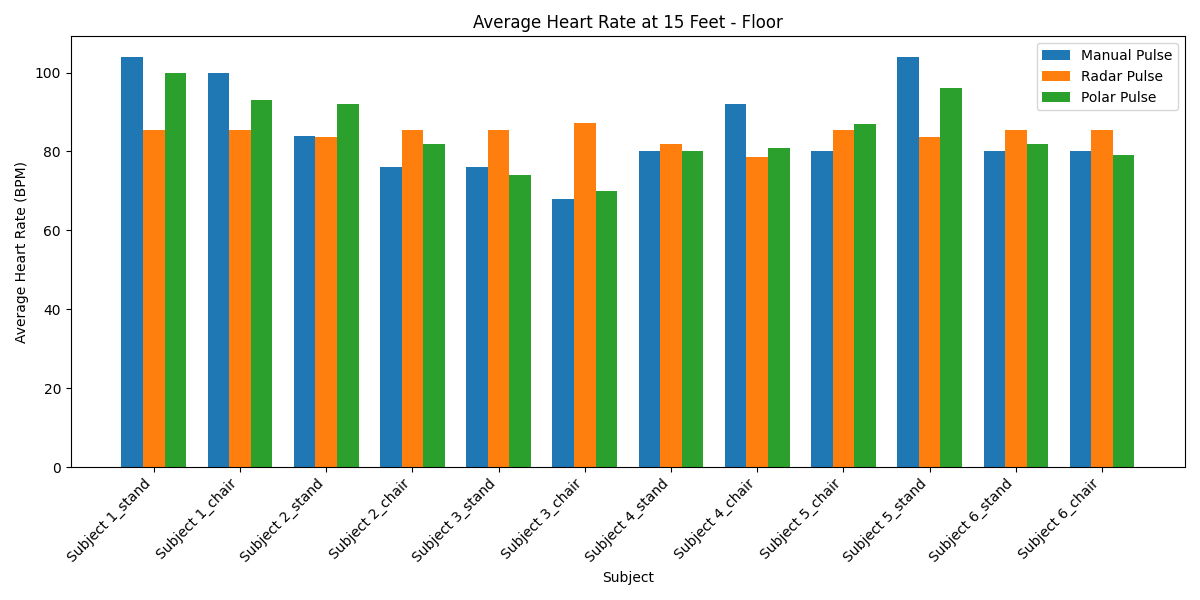 Average Heart Rate at 15 Feet - Floor
Manual Pulse
Radar Pulse
Polar Pulse
Average Heart Rate (BPM)
100
80
60
40
20
0
Subject 1_stand
Subject 1_chair
Subject 2_stand
Subject 2_chair
Subject 3_stand
Subject 3_chair
Subject 4_stand
Subject 4_chair
Subject 5_chair
Subject 5_stand
Subject 6_stand
Subject 6_chair
Subject